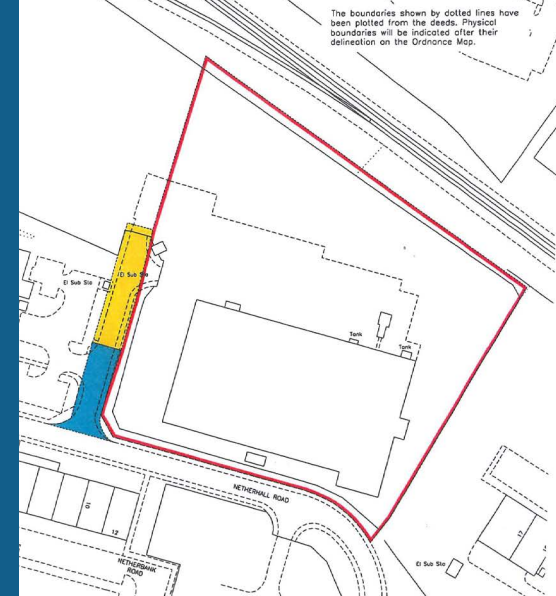 The boundaries shown by dotted lines have
been plotted from the deeds. Physical
boundaries will be indicated after their
delineation on the Ordnance Map.
El Sub Sta
El Sub Sta
Tank
Tank
NETHERHALL ROAD
10
12
NETHERBANK
ROAD
17
El Sub Sta